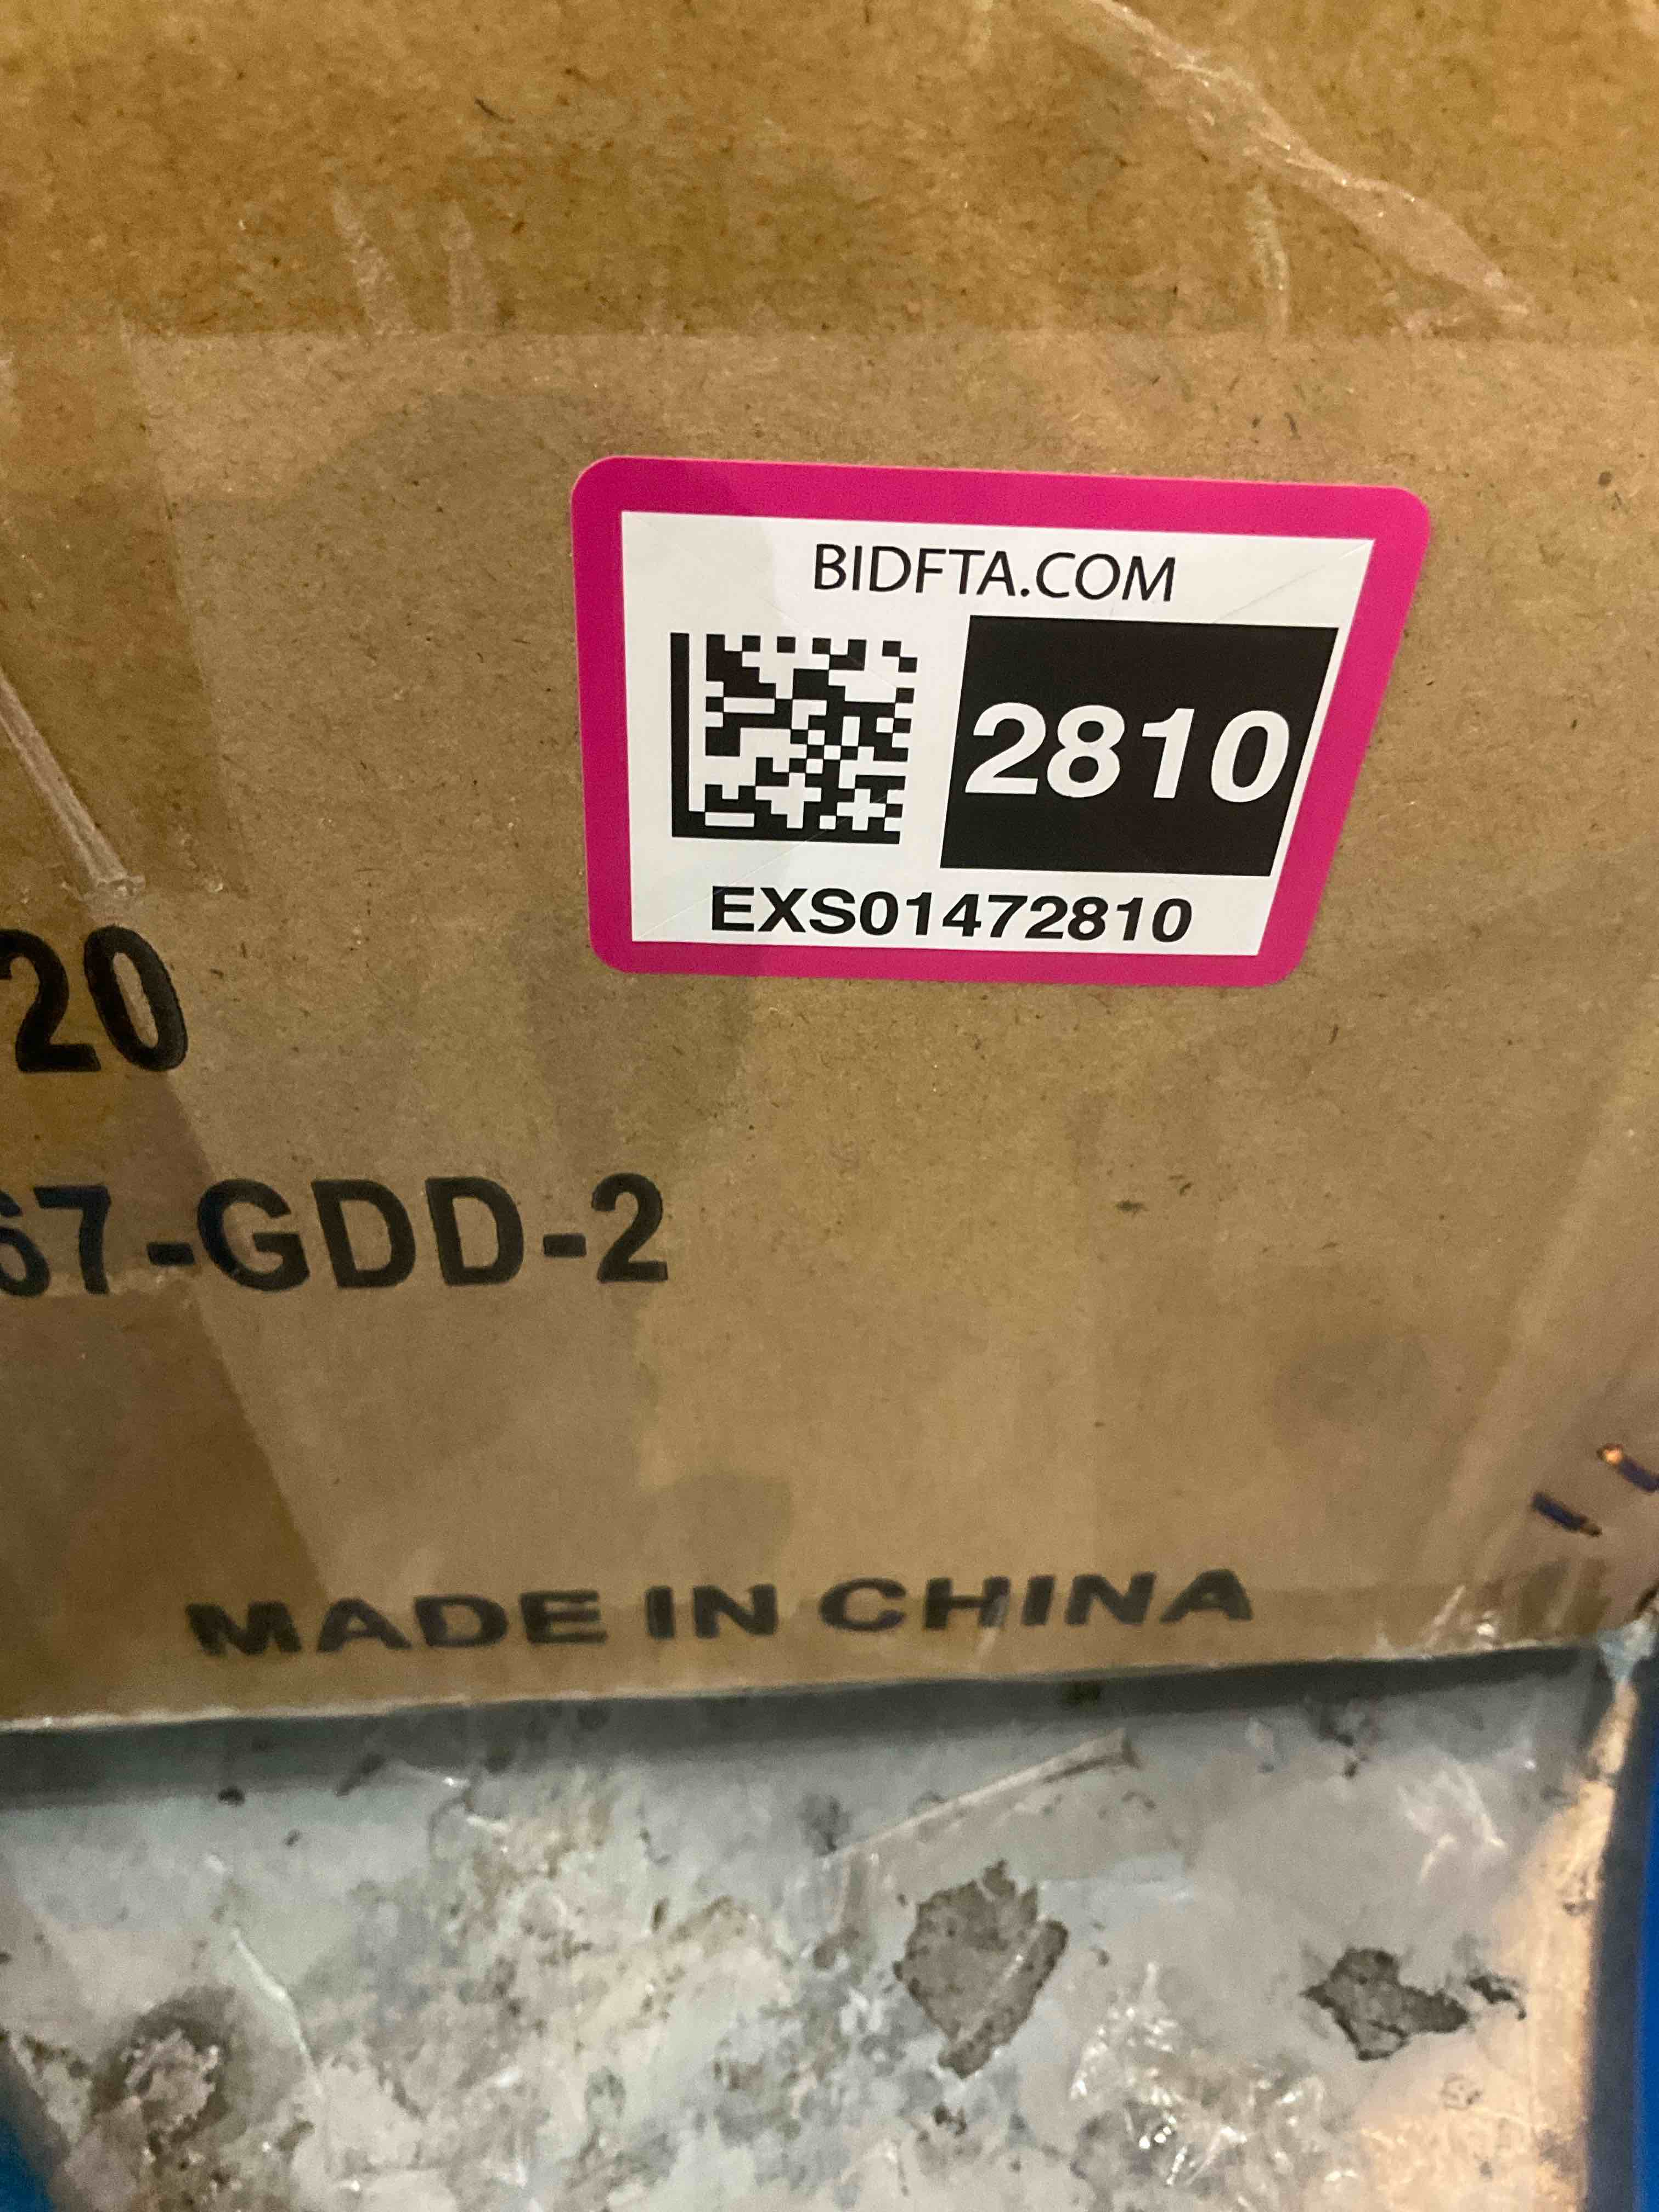 BIDFTA.COM
2810
EXS01472810
20
67-GDD-2
MADE IN CHINA